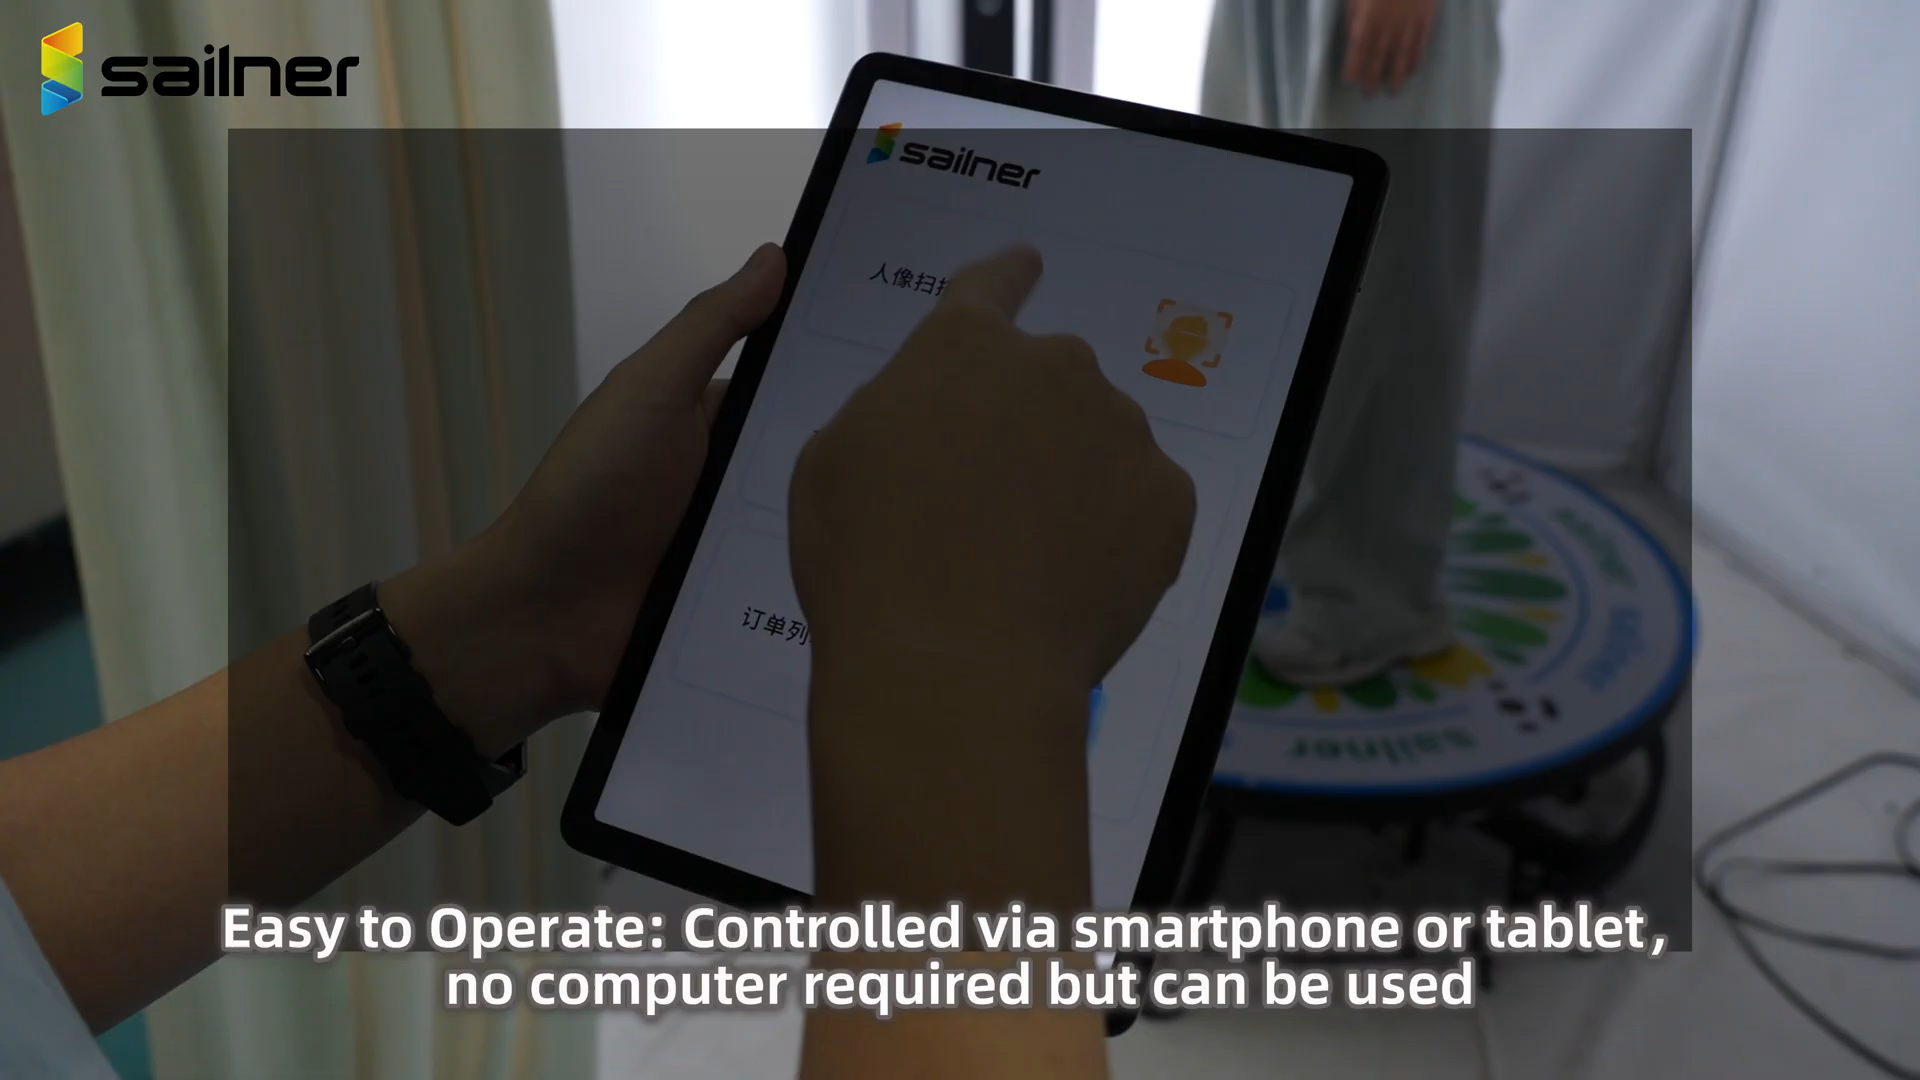 sailner
sailner
人像扫
订单列
sailner
sailner
Easy to Operate: Controlled via smartphone or tablet,
no computer required but can be used